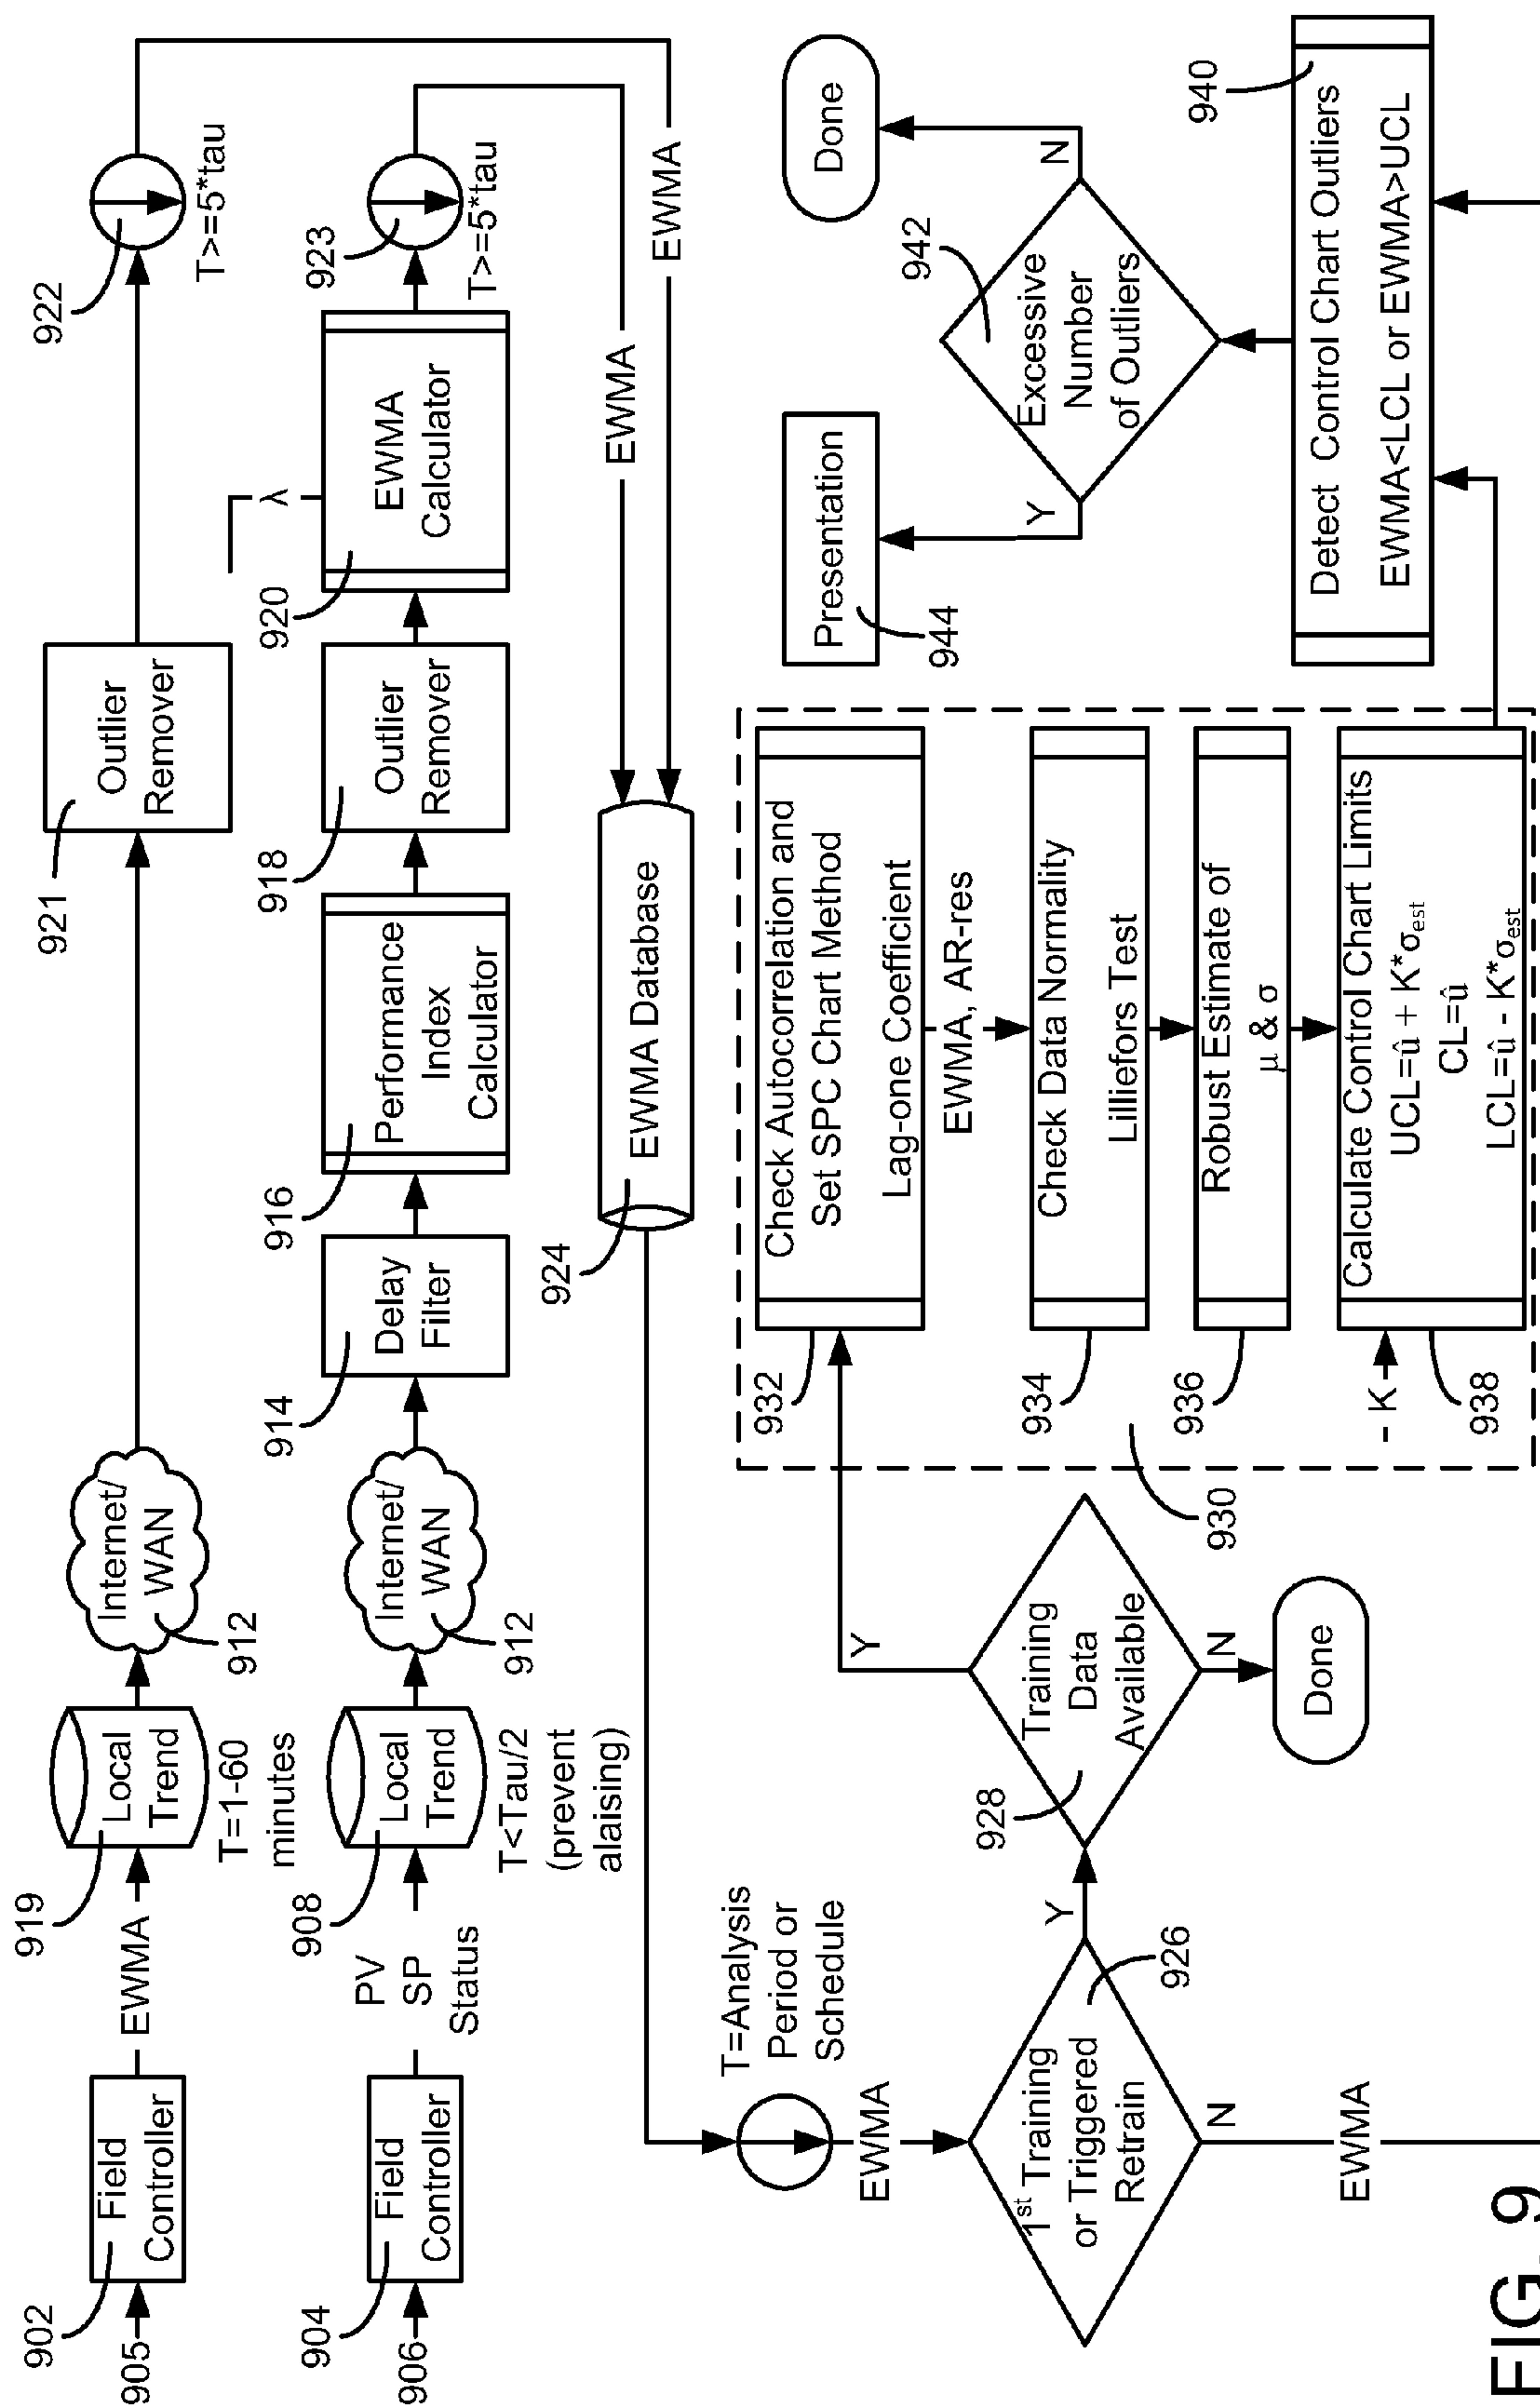 902
905
Field
Controller
EWMA
919
Local
Trend
T=1-60
minutes
Internet/
WAN
912
921
Outlier
Remover
922
T>=5*tau
904
906
Field
Controller
PV
SP
Status
908
Local
Trend
T<Tau/2
(prevent
alaising)
Internet/
WAN
912
914
Delay
Filter
916
Performance
Index
Calculator
918
Outlier
Remover
920
λ
EWMA
Calculator
923
T>=5*tau
EWMA
EWMA
924
EWMA Database
T=Analysis
Period or
Schedule
EWMA
1st Training
or Triggered
Retrain
926
Y
N
EWMA
928
Training
Data
Available
Y
N
Done
930
932
Check Autocorrelation and
Set SPC Chart Method
Lag-one Coefficient
EWMA, AR-res
934
Check Data Normality
Lilliefors Test
936
Robust Estimate of
μ & σ
- K
938
Calculate Control Chart Limits
UCL=û + K*σest
CL=û
LCL=û - K*σest
Presentation
944
Y
942
Excessive
Number
of Outliers
N
Done
940
Detect Control Chart Outliers
EWMA<LCL or EWMA>UCL
FIG. 9